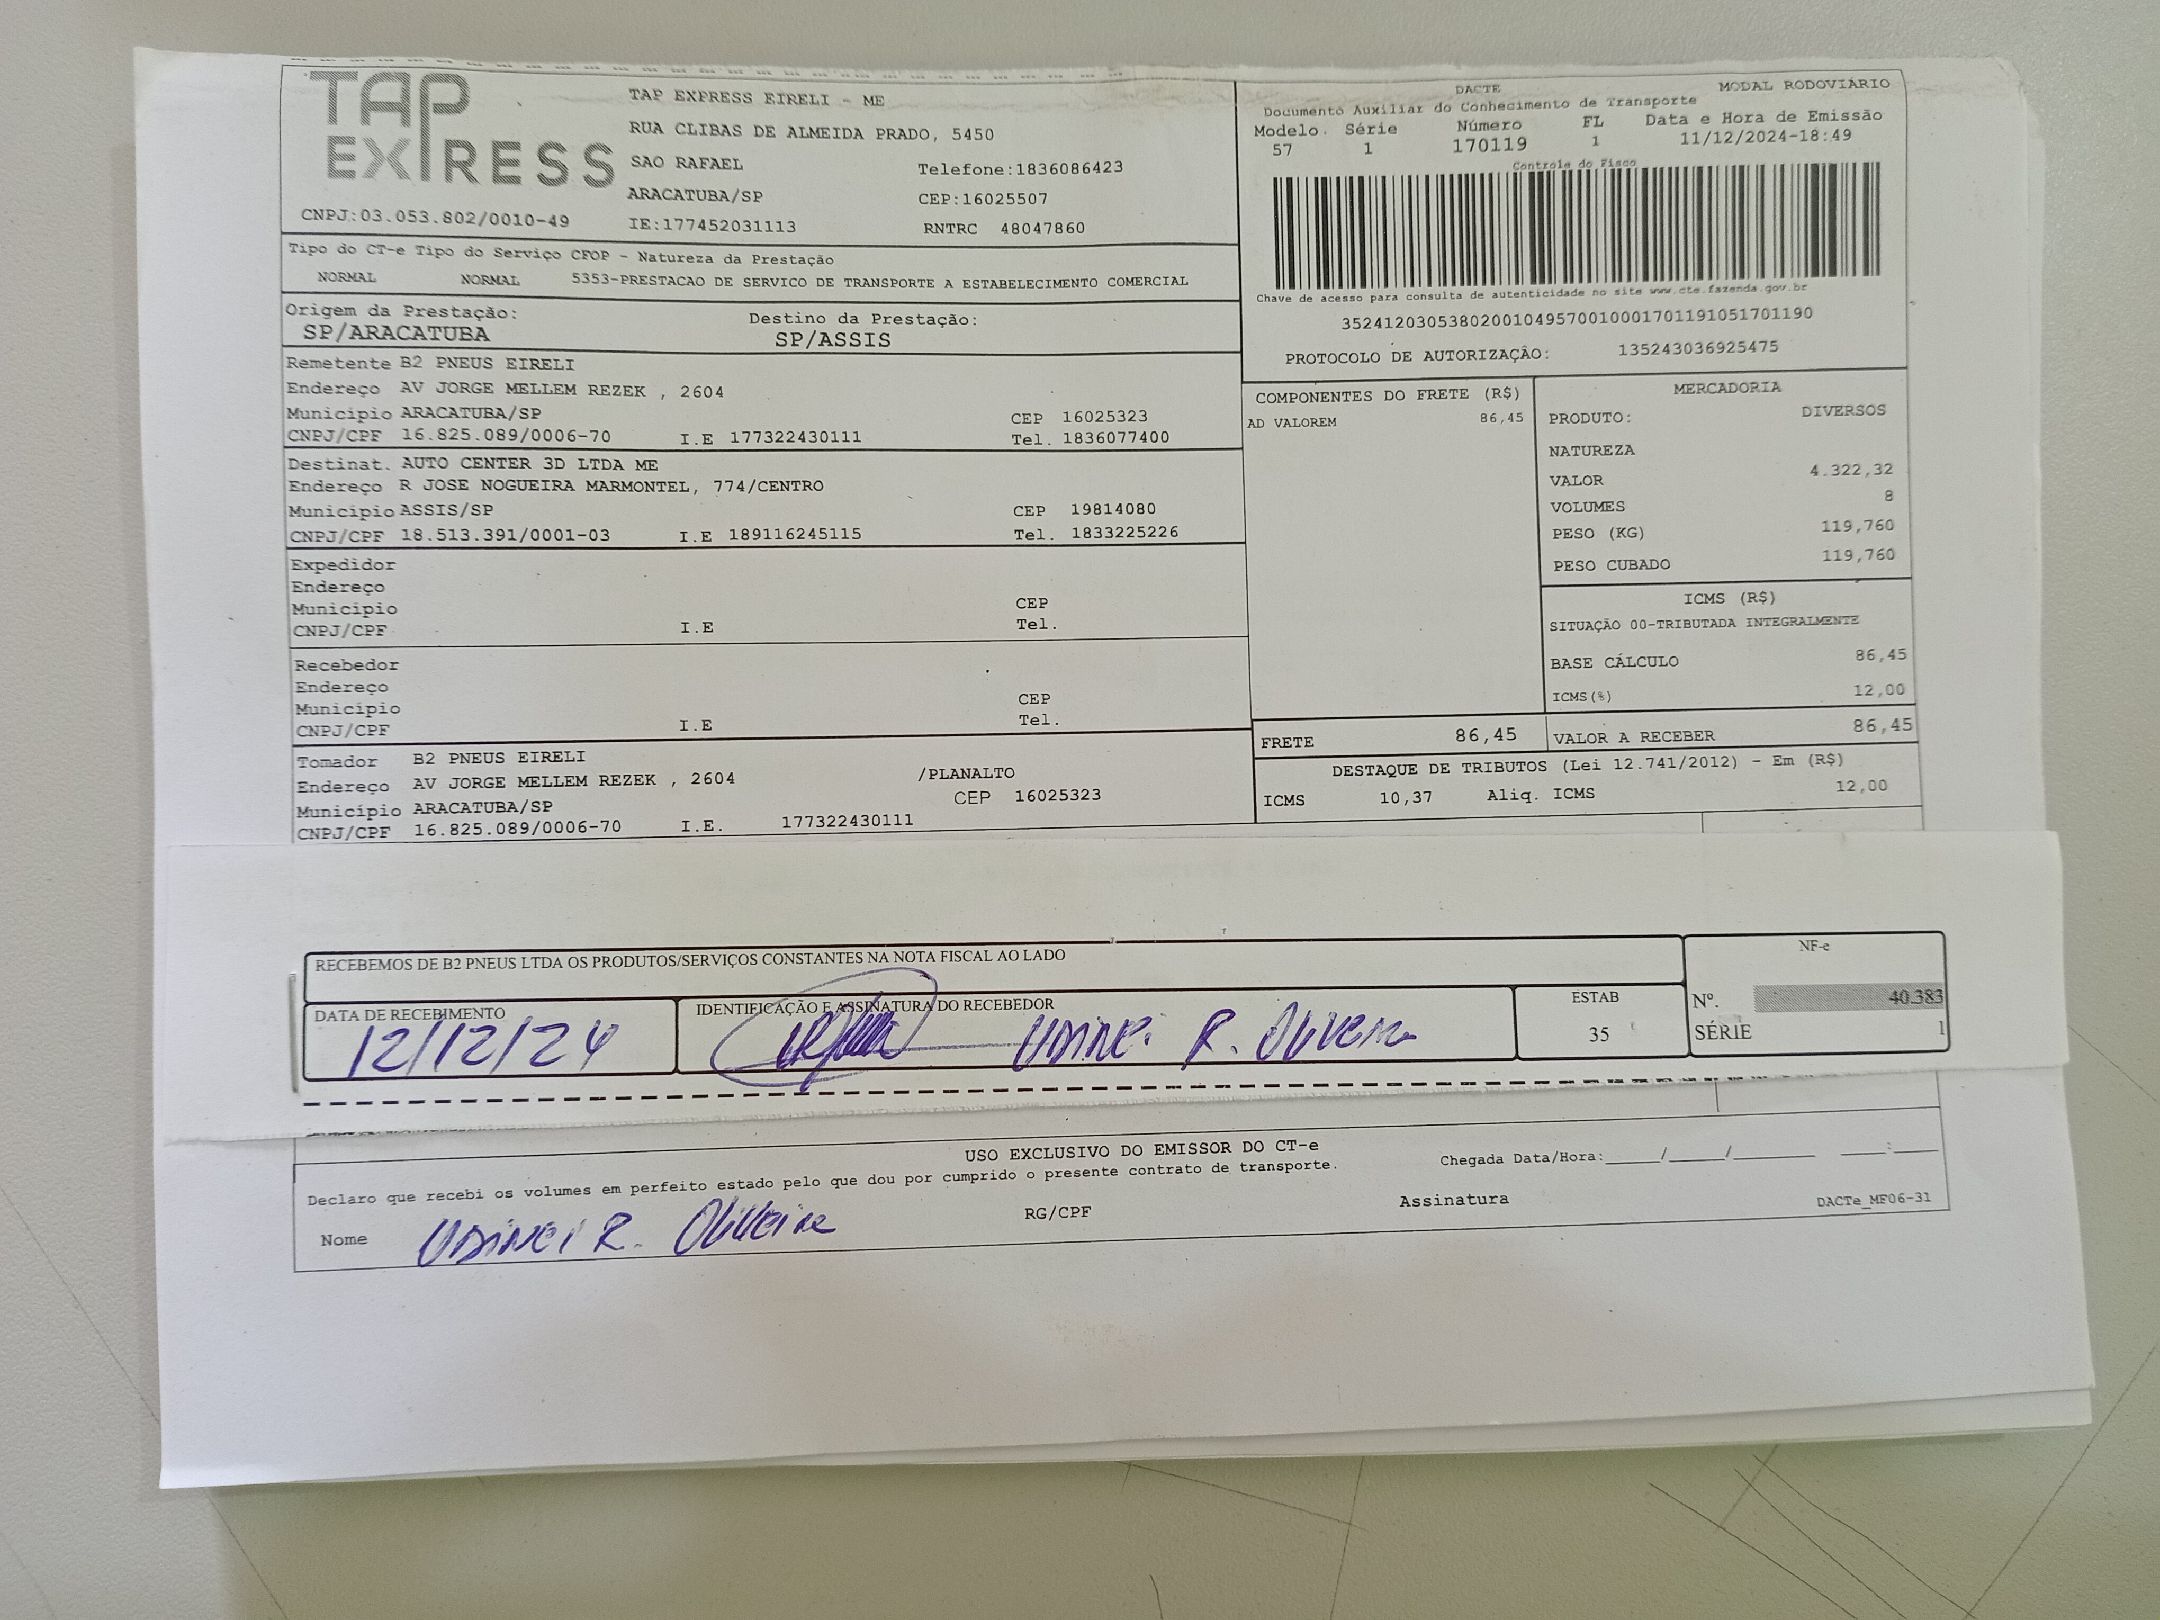 TAP EXPRESS
TAP EXPRESS EIRELI - ME
RUA CLIBAS DE ALMEIDA PRADO, 5450
SAO RAFAEL Telefone:1836086423
ARACATUBA/SP CEP:16025507
CNPJ:03.053.802/0010-49 IE:177452031113 RNTRC 48047860
DACTE MODAL RODOVIÁRIO
Documento Auxiliar do Conhecimento de Transporte
Modelo Série Número FL Data e Hora de Emissão
57 1 170119 1 11/12/2024-18:49
Controle do Fisco
Chave de acesso para consulta de autenticidade no site www.cte.fazenda.gov.br
35241203053802001049570010001701191051701190
PROTOCOLO DE AUTORIZAÇÃO: 135243036925475
Tipo do CT-e Tipo do Serviço CFOP - Natureza da Prestação
NORMAL NORMAL 5353-PRESTACAO DE SERVICO DE TRANSPORTE A ESTABELECIMENTO COMERCIAL
Origem da Prestação: Destino da Prestação:
SP/ARACATUBA SP/ASSIS
Remetente B2 PNEUS EIRELI
Endereço AV JORGE MELLEM REZEK , 2604
Município ARACATUBA/SP CEP 16025323
CNPJ/CPF 16.825.089/0006-70 I.E 177322430111 Tel. 1836077400
Destinat. AUTO CENTER 3D LTDA ME
Endereço R JOSE NOGUEIRA MARMONTEL, 774/CENTRO
Município ASSIS/SP CEP 19814080
CNPJ/CPF 18.513.391/0001-03 I.E 189116245115 Tel. 1833225226
Expedidor
Endereço
Município CEP
CNPJ/CPF I.E Tel.
Recebedor
Endereço
Município CEP
CNPJ/CPF I.E Tel.
Tomador B2 PNEUS EIRELI
Endereço AV JORGE MELLEM REZEK , 2604 /PLANALTO
Município ARACATUBA/SP CEP 16025323
CNPJ/CPF 16.825.089/0006-70 I.E. 177322430111
COMPONENTES DO FRETE (R$)
AD VALOREM 86,45
MERCADORIA
PRODUTO: DIVERSOS
NATUREZA
VALOR 4.322,32
VOLUMES 8
PESO (KG) 119,760
PESO CUBADO 119,760
ICMS (R$)
SITUAÇÃO 00-TRIBUTADA INTEGRALMENTE
BASE CÁLCULO 86,45
ICMS(%) 12,00
FRETE 86,45 VALOR A RECEBER 86,45
DESTAQUE DE TRIBUTOS (Lei 12.741/2012) - Em (R$)
ICMS 10,37 Aliq. ICMS 12,00
RECEBEMOS DE B2 PNEUS LTDA OS PRODUTOS/SERVIÇOS CONSTANTES NA NOTA FISCAL AO LADO
NF-e
DATA DE RECEBIMENTO IDENTIFICAÇÃO E ASSINATURA DO RECEBEDOR ESTAB Nº. 40.383
12/12/24 Udinei R. Oliveira 35 SÉRIE 1
USO EXCLUSIVO DO EMISSOR DO CT-e
Declaro que recebi os volumes em perfeito estado pelo que dou por cumprido o presente contrato de transporte. Chegada Data/Hora:_____/_____/_______ ____:____
Nome Udinei R. Oliveira RG/CPF Assinatura DACTe_MF06-31